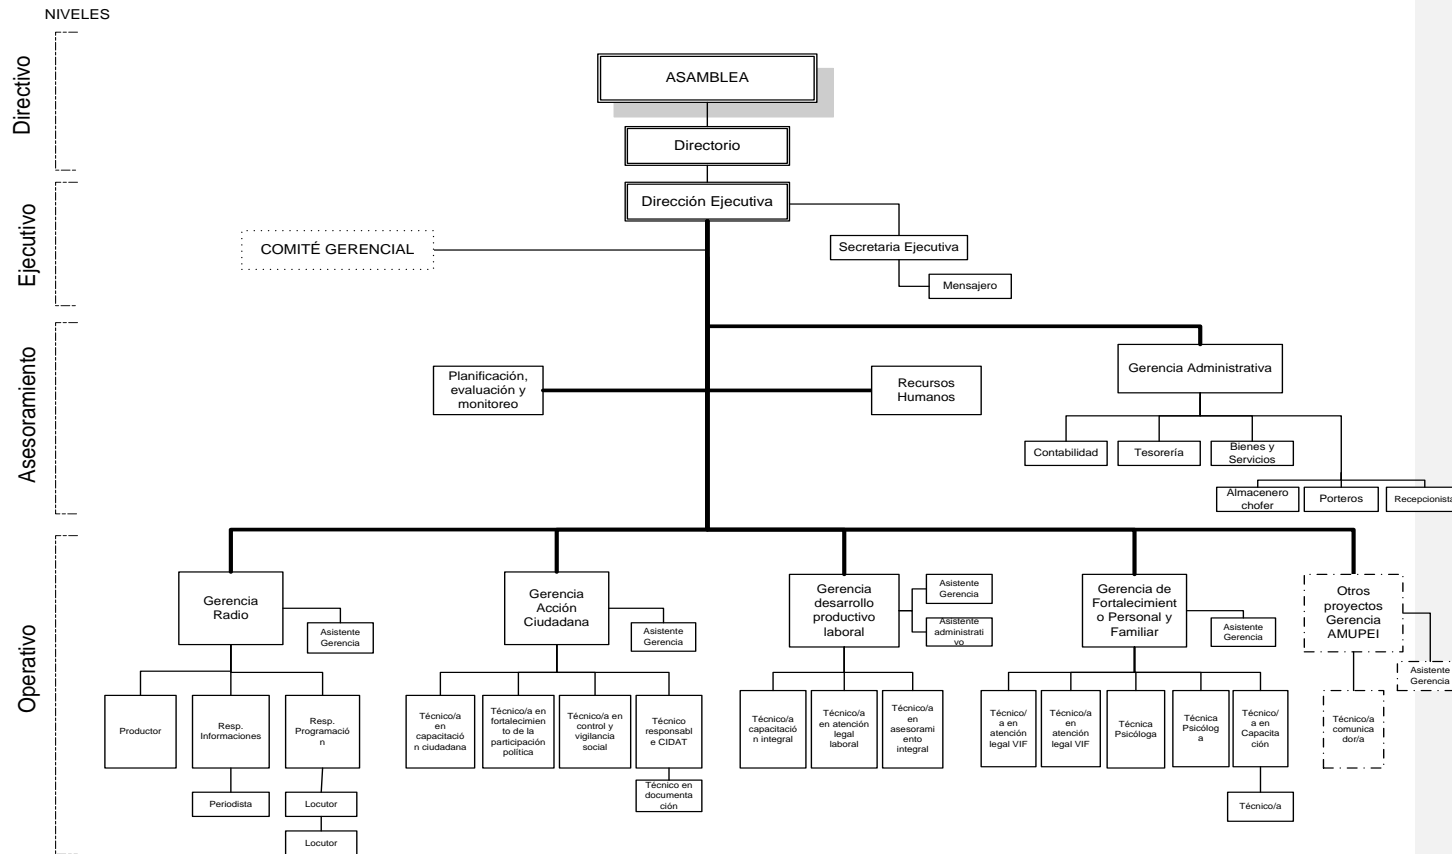 NIVELES
Directivo
ASAMBLEA
Directorio
Ejecutivo
Dirección Ejecutiva
COMITÉ GERENCIAL
Secretaria Ejecutiva
Mensajero
Asesoramiento
Planificación,
evaluación y
monitoreo
Recursos
Humanos
Gerencia Administrativa
Contabilidad
Tesorería
Bienes y
Servicios
Almacenero
chofer
Porteros
Recepcionista
Operativo
Gerencia
Radio
Asistente
Gerencia
Productor
Resp.
Informaciones
Resp.
Programació
n
Periodista
Locutor
Locutor
Gerencia
Acción
Ciudadana
Asistente
Gerencia
Técnico/a
en
capacitació
n ciudadana
Técnico/a en
fortalecimien
to de la
participación
política
Técnico/a en
control y
vigilancia
social
Técnico
responsabl
e CIDAT
Técnico en
documenta
ción
Gerencia
desarrollo
productivo
laboral
Asistente
Gerencia
Asistente
administrati
vo
Técnico/a
capacitació
n integral
Técnico/a
en atención
legal
laboral
Técnico/a
en
asesorami
ento
integral
Gerencia de
Fortalecimient
o Personal y
Familiar
Asistente
Gerencia
Técnico/
a en
atención
legal VIF
Técnico/
a en
atención
legal VIF
Técnica
Psicóloga
Técnica
Psicólog
a
Técnico/
a en
Capacita
ción
Técnico/a
Otros
proyectos
Gerencia
AMUPEI
Asistente
Gerencia
Técnico/a
comunica
dor/a